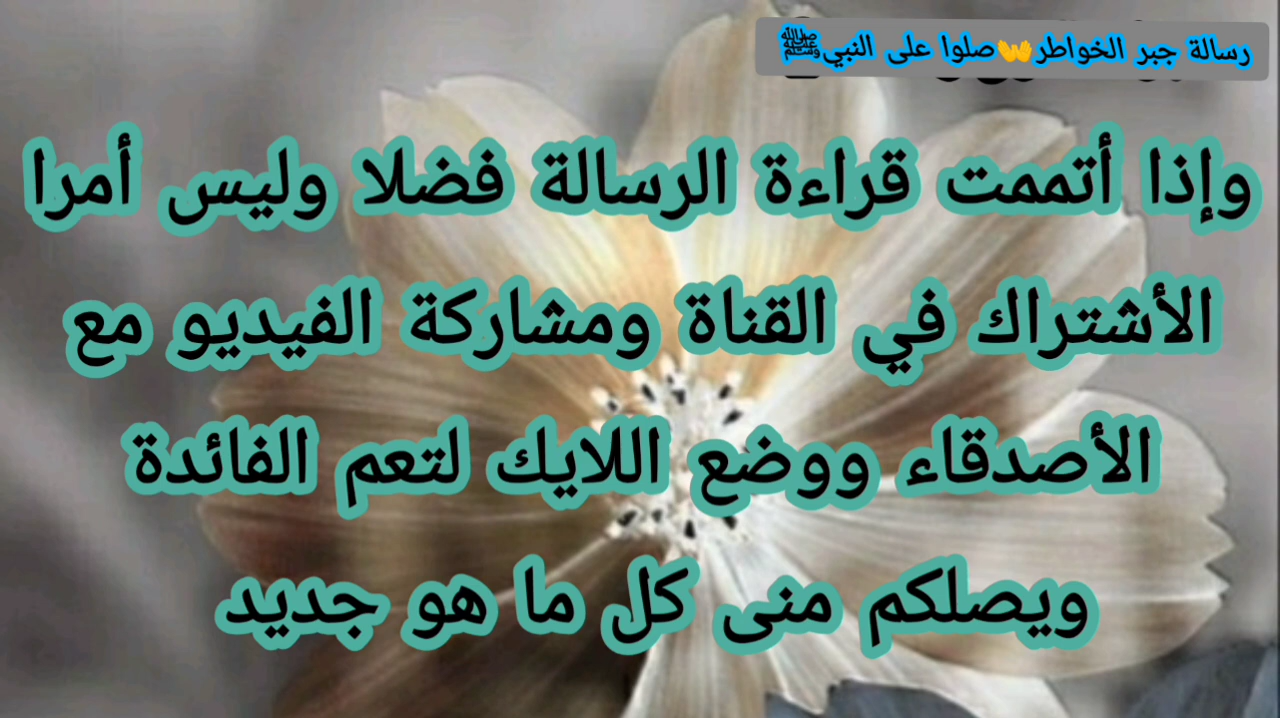 رسالة جبر الخواطر👐صلوا على النبيﷺ
وإذا أتممت قراءة الرسالة فضلا وليس أمرا
الأشتراك في القناة ومشاركة الفيديو مع
الأصدقاء ووضع اللايك لتعم الفائدة
ويصلكم منى كل ما هو جديد